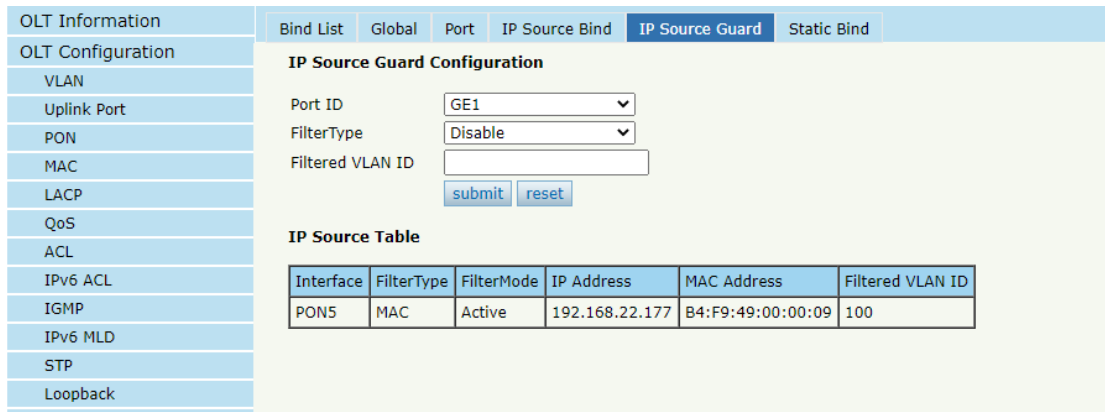 OLT Information
OLT Configuration
VLAN
Uplink Port
PON
MAC
LACP
QoS
ACL
IPv6 ACL
IGMP
IPv6 MLD
STP
Loopback
Bind List Global Port IP Source Bind IP Source Guard Static Bind
IP Source Guard Configuration
Port ID GE1
FilterType Disable
Filtered VLAN ID
submit reset
IP Source Table
Interface FilterType FilterMode IP Address MAC Address Filtered VLAN ID
PON5 MAC Active 192.168.22.177 B4:F9:49:00:00:09 100